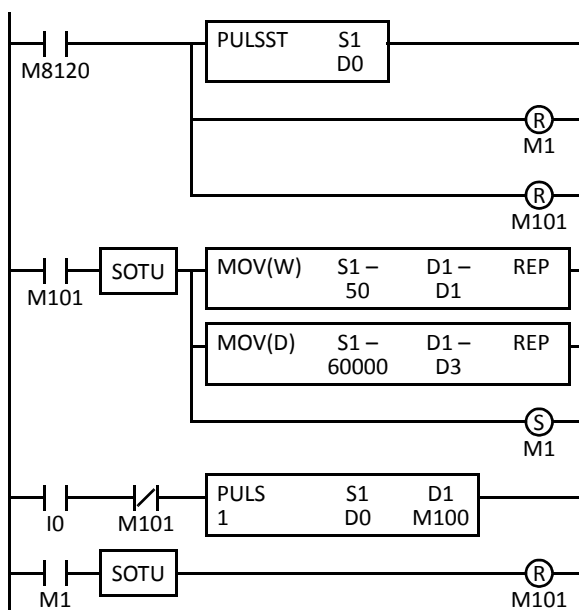 PULSST S1
D0
M8120
R
M1
R
M101
SOTU
MOV(W) S1 – D1 – REP
50 D1
M101
MOV(D) S1 – D1 – REP
60000 D3
S
M1
PULS S1 D1
1 D0 M100
I0 M101
SOTU
R
M1 M101